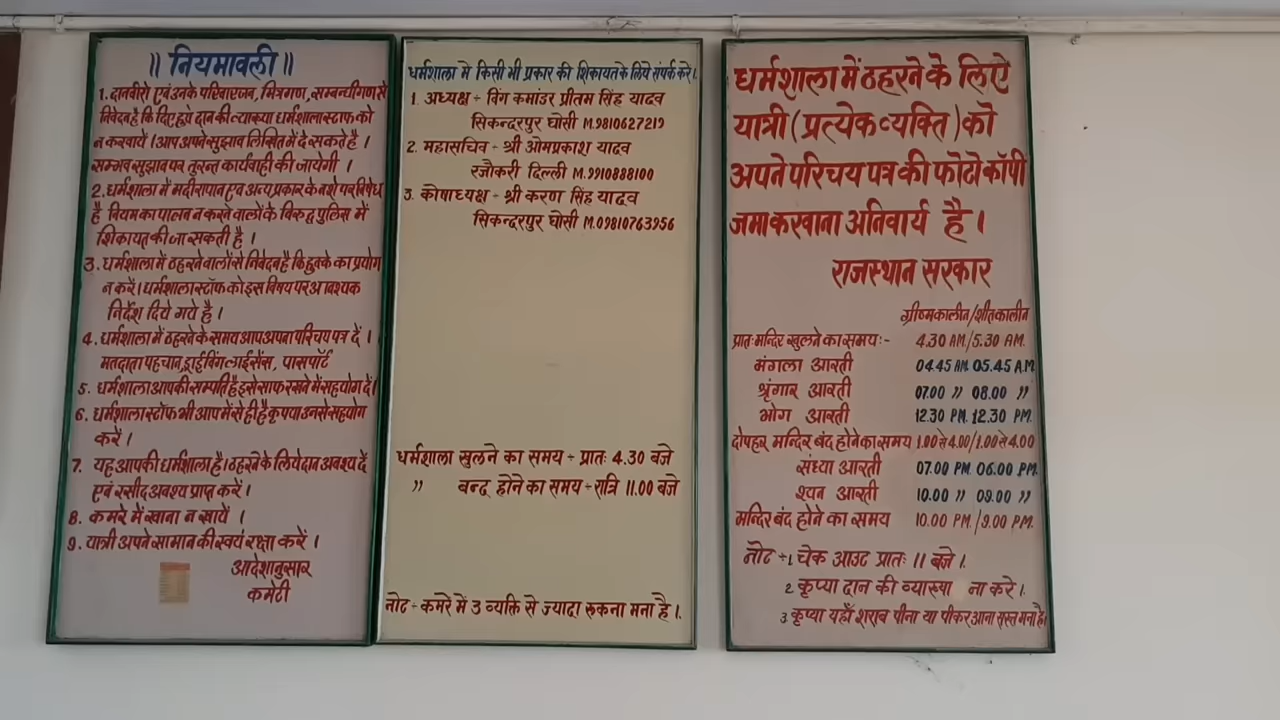 ॥ नियमावली ॥
1. दानवीरो एवं उनके परिवारजन, मित्रगण, सम्बन्धीगण से
निवेदन है कि दिए हुये दान की व्याख्या धर्मशाला स्टाफ को
न करवायें। आप अपने सुझाव लिखित में दे सकते है ।
सम्भव सुझाव पर तुरन्त कार्यवाही की जायेगी ।
2. धर्मशाला में मदीरापान एवं अन्य प्रकार के नशे पर निषेध
है नियम का पालन न करने वालों के विरुद्ध पुलिस में
शिकायत की जा सकती है ।
3. धर्मशाला में ठहरने वालों से निवेदन है कि हुक्के का प्रयोग
न करें। धर्मशाला स्टॉफ को इस विषय पर आवश्यक
निर्देश दिये गये है ।
4. धर्मशाला में ठहरने के समय आप अपना परिचय पत्र दें ।
मतदाता पहचान, ड्राईविंग लाईसेंस, पासपोर्ट
5. धर्मशाला आपकी सम्पति है इसे साफ रखने में सहयोग दें।
6. धर्मशाला स्टॉफ भी आप में से ही है कृपया उनसे सहयोग
करें ।
7. यह आपकी धर्मशाला है। ठहरने के लिये दान अवश्य दें
एवं रसीद अवश्य प्राप्त करें ।
8. कमरे में खाना न खायें ।
9. यात्री अपने सामान की स्वयं रक्षा करें ।
आदेशानुसार
कमेटी
धर्मशाला मे किसी भी प्रकार की शिकायत के लिये संपर्क करे।
1. अध्यक्ष ÷ विंग कमांडर प्रीतम सिंह यादव
सिकन्दरपुर घोसी M.9810627219
2. महासचिव ÷ श्री ओमप्रकाश यादव
रजौकरी दिल्ली M.9910888100
3. कोषाध्यक्ष ÷ श्री करण सिंह यादव
सिकन्दरपुर घोसी M.09810763956
धर्मशाला खुलने का समय ÷ प्रातः 4.30 बजे
” बन्द होने का समय ÷ रात्रि 11.00 बजे
नोट ÷ कमरे में 3 व्यक्ति से ज्यादा रूकना मना है।
धर्मशाला में ठहरने के लिऐ
यात्री (प्रत्येक व्यक्ति) को
अपने परिचय पत्र की फोटो कॉपी
जमा करवाना अनिवार्य है।
राजस्थान सरकार
ग्रीष्मकालीन/शीतकालीन
प्रातः मन्दिर खुलने का समयः- 4.30 AM./5.30 AM.
मंगला आरती 04.45 AM. 05.45 A.M
श्रृंगार आरती 07.00 ” 08.00 ”
भोग आरती 12.30 PM. 12.30 PM.
दोपहर मन्दिर बंद होने का समय 1.00 से 4.00/1.00 से 4.00
संध्या आरती 07.00 PM. 06.00 PM.
श्यन आरती 10.00 ” 09.00 ”
मन्दिर बंद होने का समय 10.00 PM./9.00 PM.
नोट ÷ 1. चेक आउट प्रातः 11 बजे।
2 कृप्या दान की व्याख्या ना करे।
3 कृप्या यहाँ शराब पीना या पीकर आना सख्त मना है।